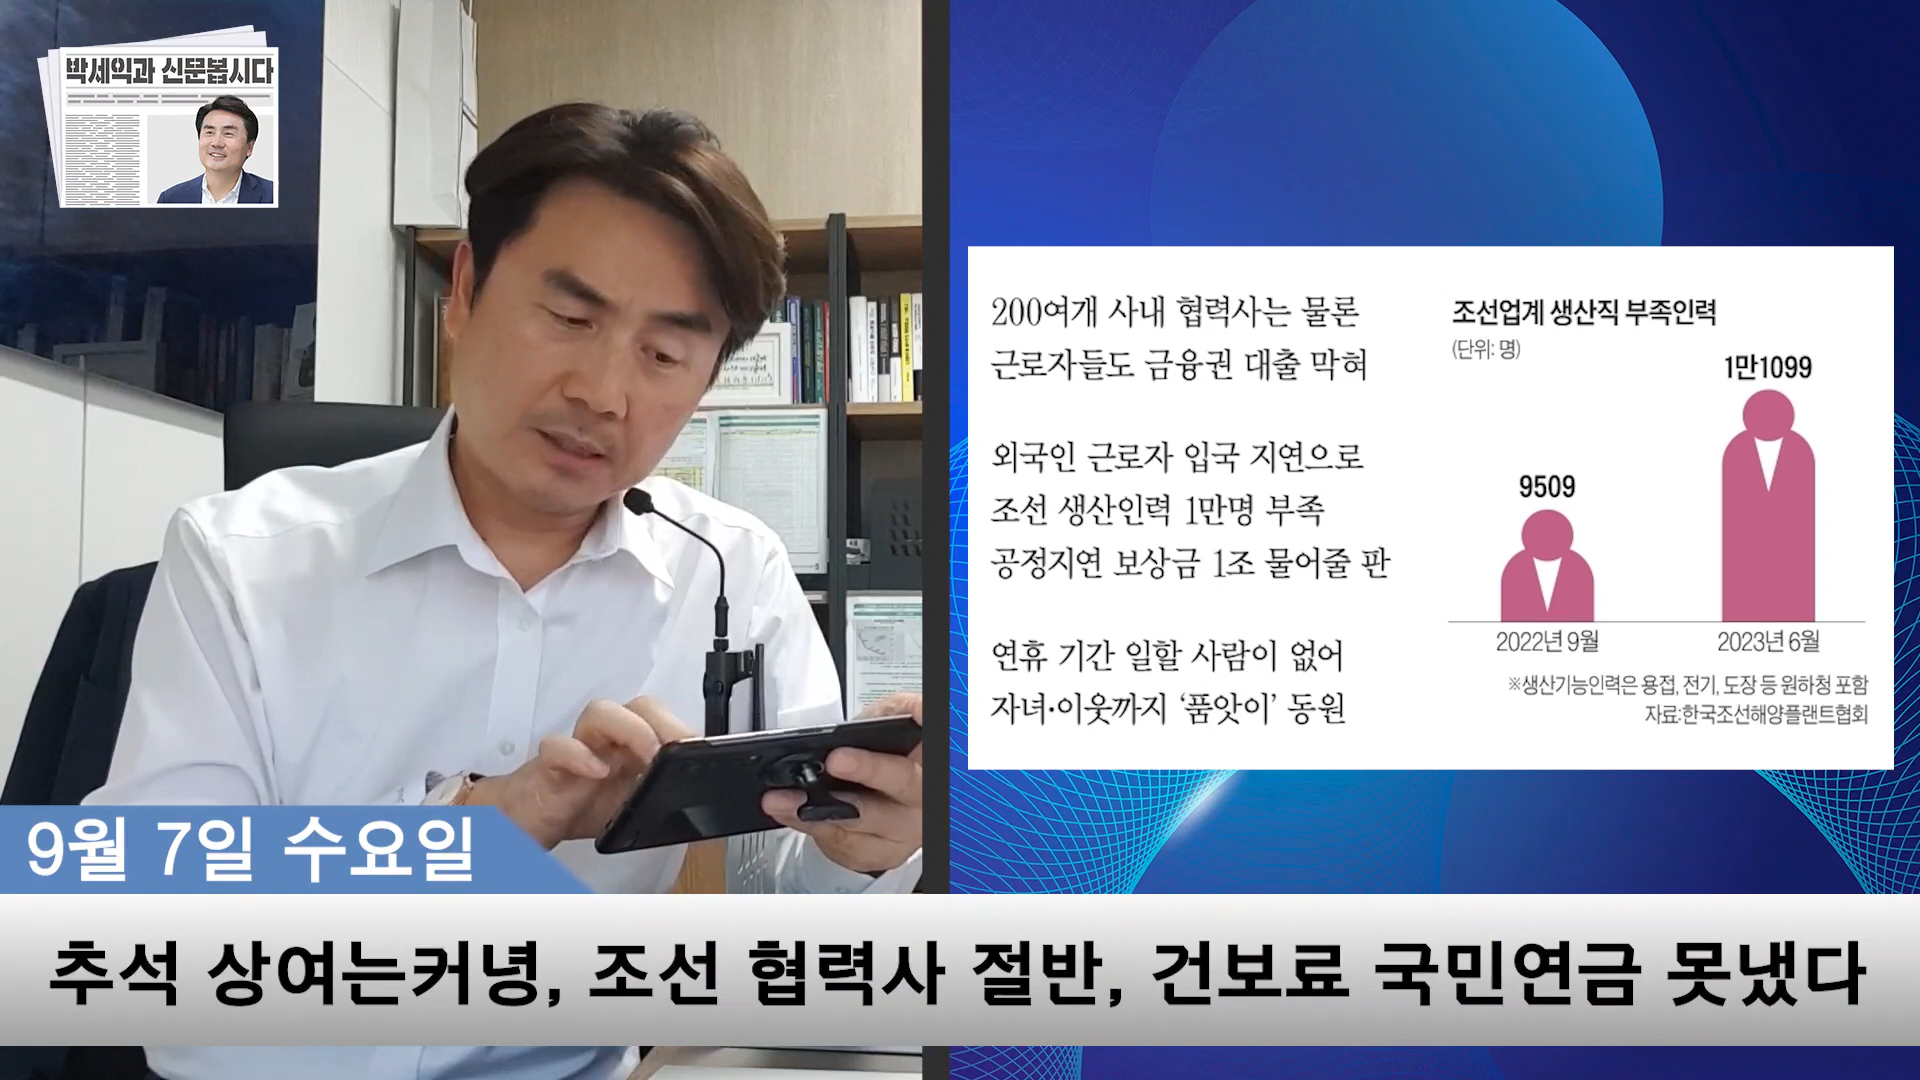 박세익과 신문봅시다
200여개 사내 협력사는 물론
근로자들도 금융권 대출 막혀
외국인 근로자 입국 지연으로
조선 생산인력 1만명 부족
공정지연 보상금 1조 물어줄 판
연휴 기간 일할 사람이 없어
자녀·이웃까지 ‘품앗이’ 동원
조선업계 생산직 부족인력
(단위: 명)
1만1099
9509
2022년 9월
2023년 6월
※생산기능인력은 용접, 전기, 도장 등 원하청 포함
자료:한국조선해양플랜트협회
9월 7일 수요일
추석 상여는커녕, 조선 협력사 절반, 건보료 국민연금 못냈다